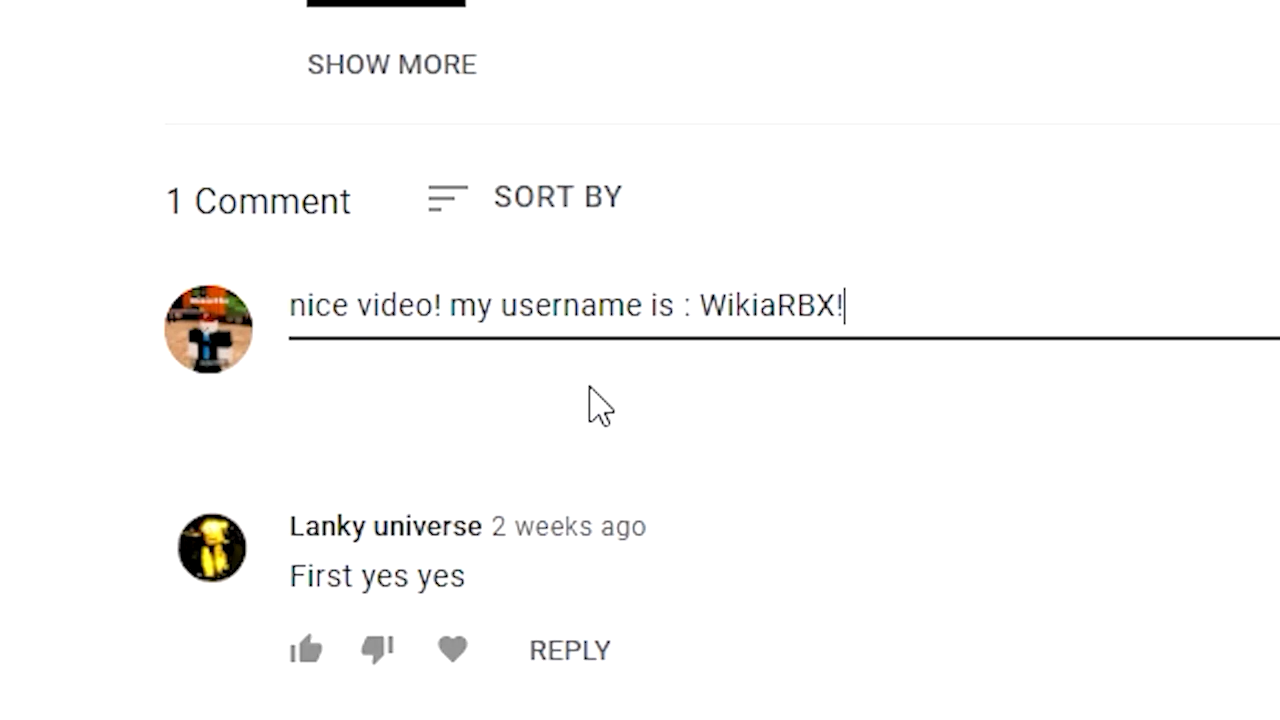 SHOW MORE
1 Comment SORT BY
nice video! my username is : WikiaRBX!
Lanky universe 2 weeks ago
First yes yes
REPLY